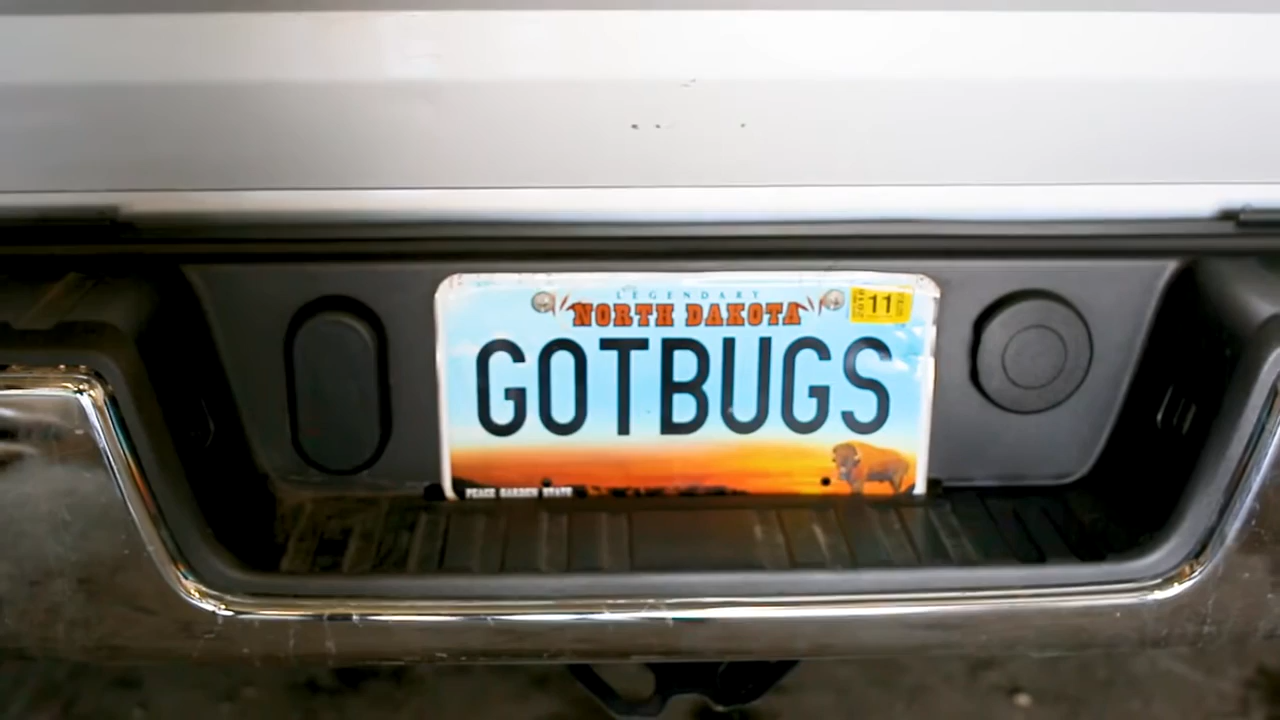 LEGENDARY
NORTH DAKOTA
11
GOTBUGS
PEACE GARDEN STATE